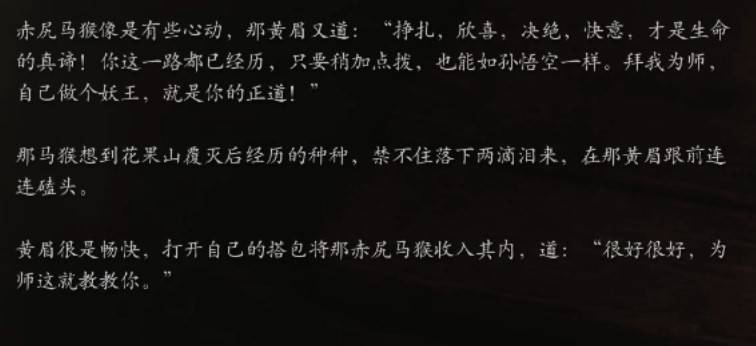 赤尻马猴像是有些心动，那黄眉又道：“挣扎，欣喜，决绝，快意，才是生命
的真谛！你这一路都已经历，只要稍加点拨，也能如孙悟空一样。拜我为师，
自己做个妖王，就是你的正道！”
那马猴想到花果山覆灭后经历的种种，禁不住落下两滴泪来，在那黄眉跟前连
连磕头。
黄眉很是畅快，打开自己的搭包将那赤尻马猴收入其内，道：“很好很好，为
师这就教教你。”